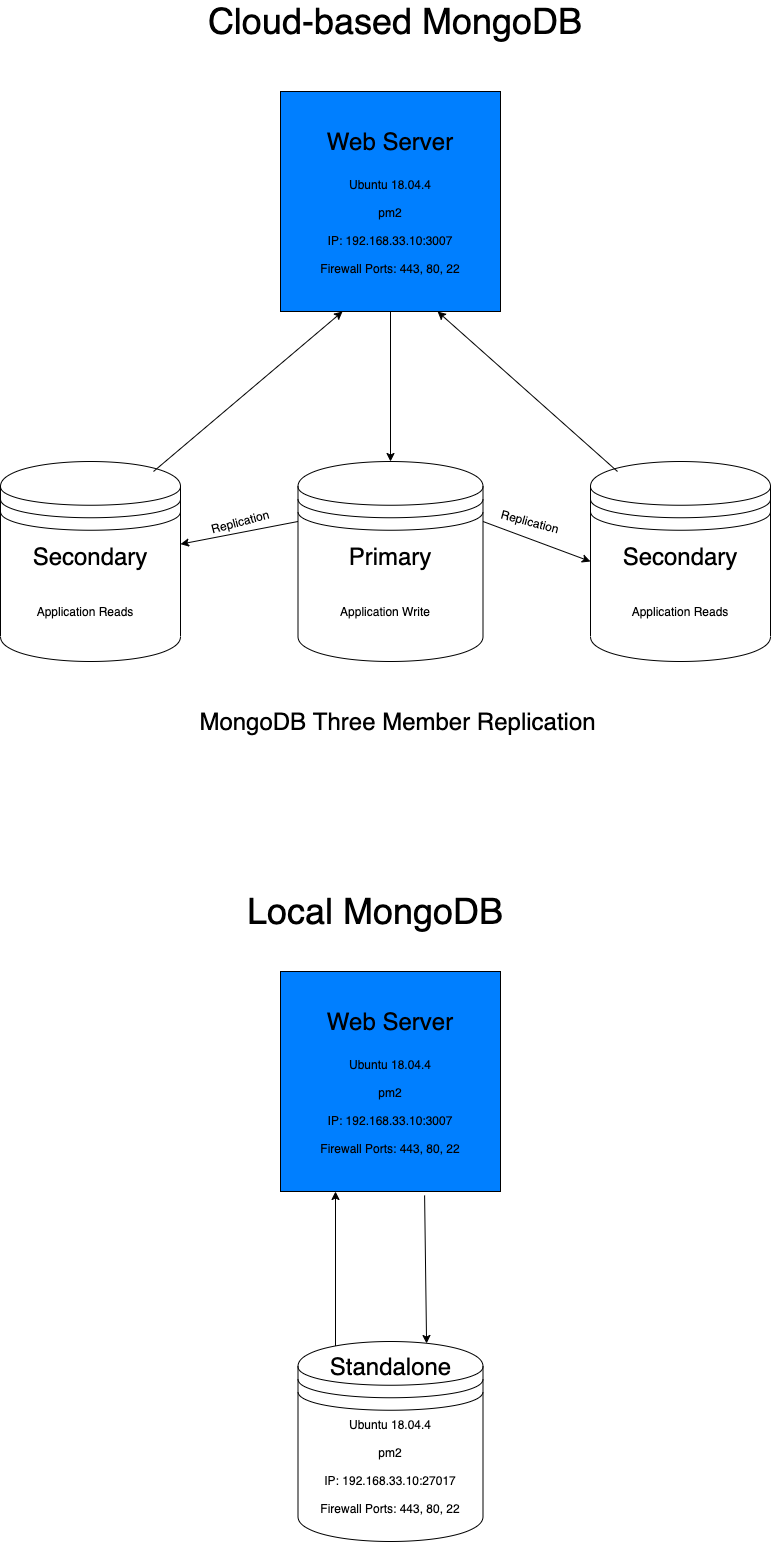 Cloud-based MongoDB
Web Server
Ubuntu 18.04.4
pm2
IP: 192.168.33.10:3007
Firewall Ports: 443, 80, 22
Replication
Replication
Secondary
Primary
Secondary
Application Reads
Application Write
Application Reads
MongoDB Three Member Replication
Local MongoDB
Web Server
Ubuntu 18.04.4
pm2
IP: 192.168.33.10:3007
Firewall Ports: 443, 80, 22
Standalone
Ubuntu 18.04.4
pm2
IP: 192.168.33.10:27017
Firewall Ports: 443, 80, 22